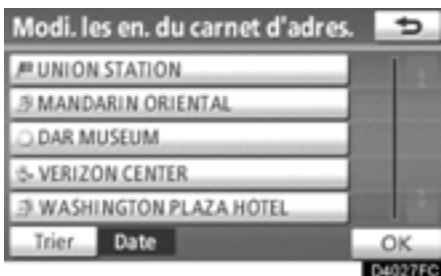 Modi. les en. du carnet d'adres.
UNION STATION
MANDARIN ORIENTAL
DAR MUSEUM
VERIZON CENTER
WASHINGTON PLAZA HOTEL
Trier Date OK
D4027FC